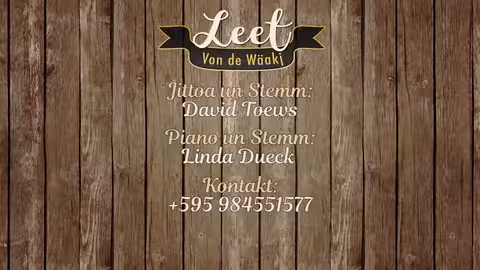 Leet
Von de Wäakj
Jittoa un Stemm:
David Toews
Piano un Stemm:
Linda Dueck
Kontakt:
+595 984551577